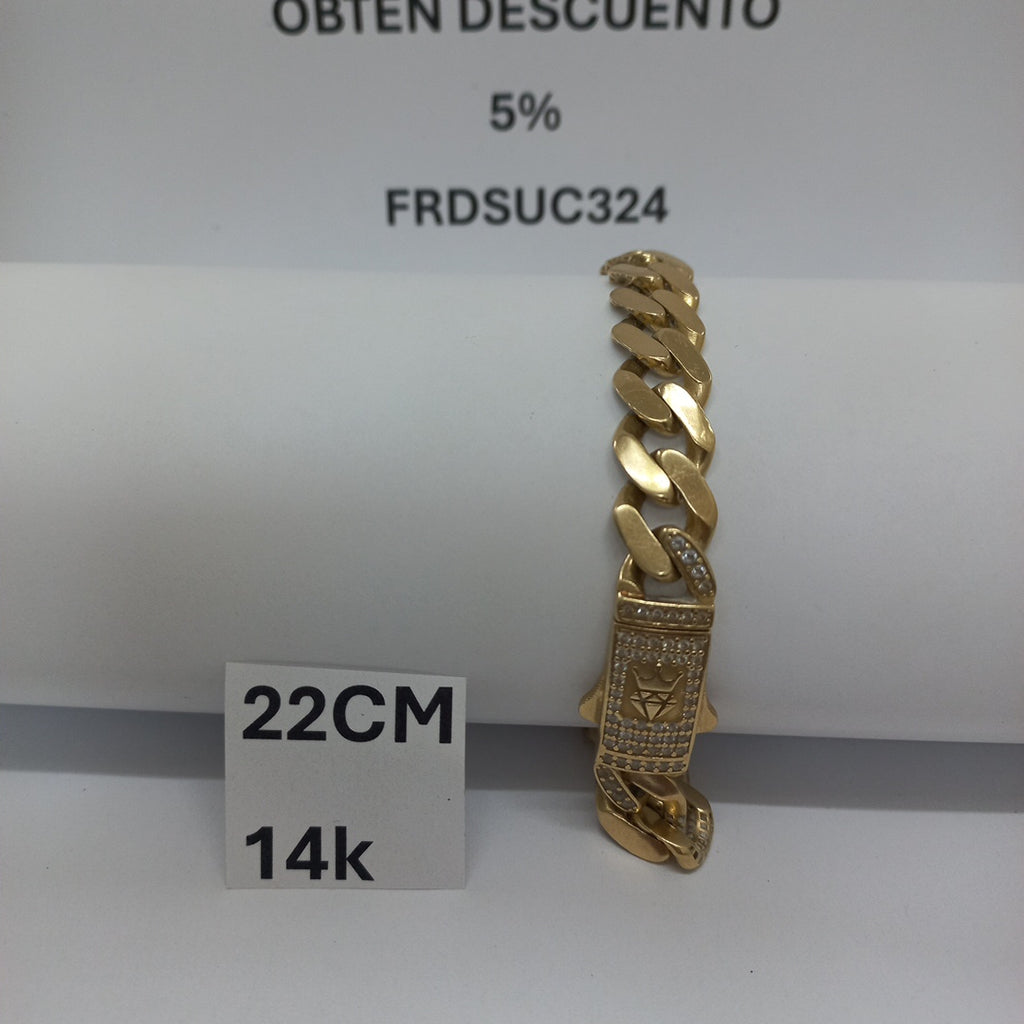 OBTEN DESCUENTO
5%
FRDSUC324
22CM
14k